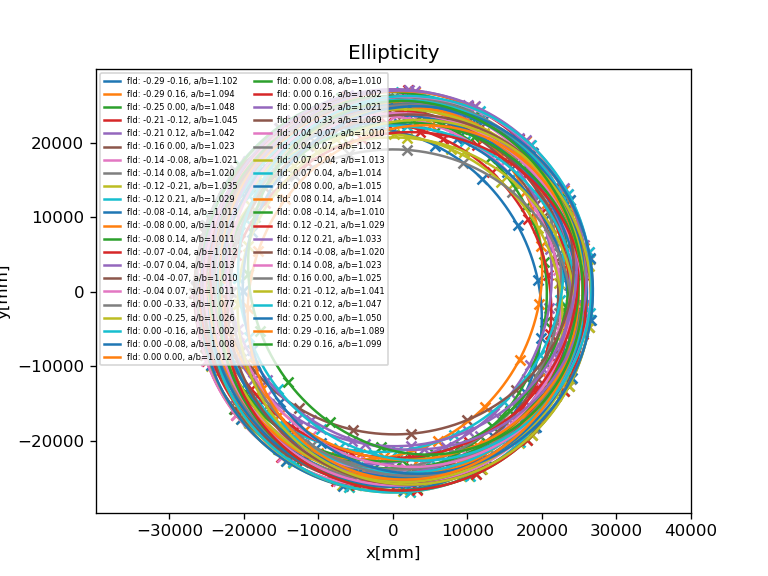 Ellipticity
fld: -0.29 -0.16, a/b=1.102
fld: -0.29 0.16, a/b=1.094
fld: -0.25 0.00, a/b=1.048
fld: -0.21 -0.12, a/b=1.045
fld: -0.21 0.12, a/b=1.042
fld: -0.16 0.00, a/b=1.023
fld: -0.14 -0.08, a/b=1.021
fld: -0.14 0.08, a/b=1.020
fld: -0.12 -0.21, a/b=1.035
fld: -0.12 0.21, a/b=1.029
fld: -0.08 -0.14, a/b=1.013
fld: -0.08 0.00, a/b=1.014
fld: -0.08 0.14, a/b=1.011
fld: -0.07 -0.04, a/b=1.012
fld: -0.07 0.04, a/b=1.013
fld: -0.04 -0.07, a/b=1.010
fld: -0.04 0.07, a/b=1.011
fld: 0.00 -0.33, a/b=1.077
fld: 0.00 -0.25, a/b=1.026
fld: 0.00 -0.16, a/b=1.002
fld: 0.00 -0.08, a/b=1.008
fld: 0.00 0.00, a/b=1.012
fld: 0.00 0.08, a/b=1.010
fld: 0.00 0.16, a/b=1.002
fld: 0.00 0.25, a/b=1.021
fld: 0.00 0.33, a/b=1.069
fld: 0.04 -0.07, a/b=1.010
fld: 0.04 0.07, a/b=1.012
fld: 0.07 -0.04, a/b=1.013
fld: 0.07 0.04, a/b=1.014
fld: 0.08 0.00, a/b=1.015
fld: 0.08 0.14, a/b=1.014
fld: 0.08 -0.14, a/b=1.010
fld: 0.12 -0.21, a/b=1.029
fld: 0.12 0.21, a/b=1.033
fld: 0.14 -0.08, a/b=1.020
fld: 0.14 0.08, a/b=1.023
fld: 0.16 0.00, a/b=1.025
fld: 0.21 -0.12, a/b=1.041
fld: 0.21 0.12, a/b=1.047
fld: 0.25 0.00, a/b=1.050
fld: 0.29 -0.16, a/b=1.089
fld: 0.29 0.16, a/b=1.099
20000
10000
0
−10000
−20000
y[mm]
−30000 −20000 −10000 0 10000 20000 30000 40000
x[mm]